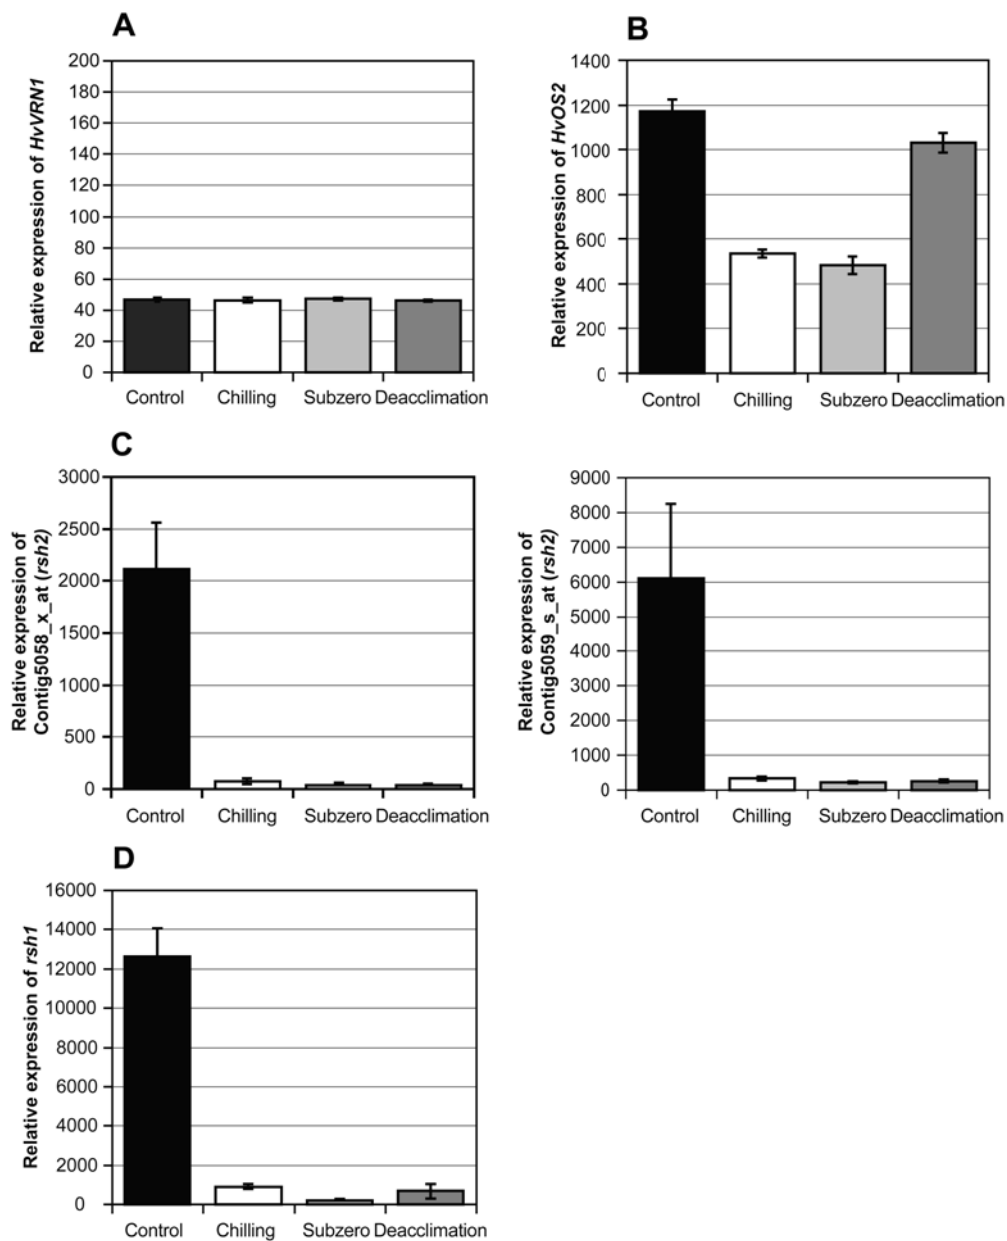 A
Relative expression of HvVRN1
200
180
160
140
120
100
80
60
40
20
0
Control Chilling Subzero Deacclimation
B
Relative expression of HvOS2
1400
1200
1000
800
600
400
200
0
Control Chilling Subzero Deacclimation
C
Relative expression of
Contig5058_x_at (rsh2)
3000
2500
2000
1500
1000
500
0
Control Chilling Subzero Deacclimation
Relative expression of
Contig5059_s_at (rsh2)
9000
8000
7000
6000
5000
4000
3000
2000
1000
0
Control Chilling Subzero Deacclimation
D
Relative expression of rsh1
16000
14000
12000
10000
8000
6000
4000
2000
0
Control Chilling Subzero Deacclimation